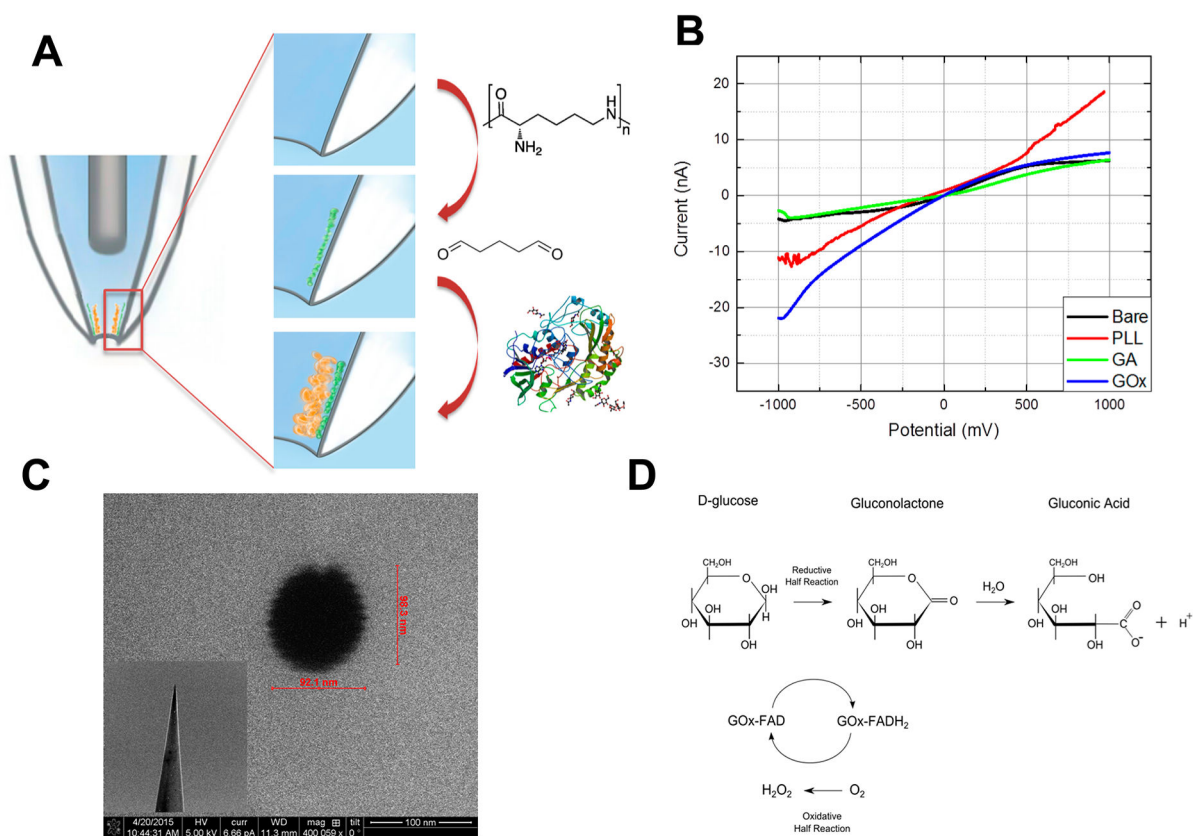 A
O
H
N
n
NH₂
O
O
B
Current (nA)
20
10
0
-10
-20
-30
Bare
PLL
GA
GOx
-1000
-500
0
500
1000
Potential (mV)
C
98.3 nm
92.1 nm
4/20/2015 HV curr WD mag ⊞ tilt 100 nm
10:44:31 AM 5.00 kV 6.66 pA 11.3 mm 400 059 x 0 °
D
D-glucose Gluconolactone Gluconic Acid
CH₂OH CH₂OH CH₂OH
O OH O OH
Reductive
Half Reaction
H₂O
OH H OH O OH C O
OH OH OH O⁻ + H⁺
OH OH OH
GOx-FAD GOx-FADH₂
H₂O₂ O₂
Oxidative
Half Reaction